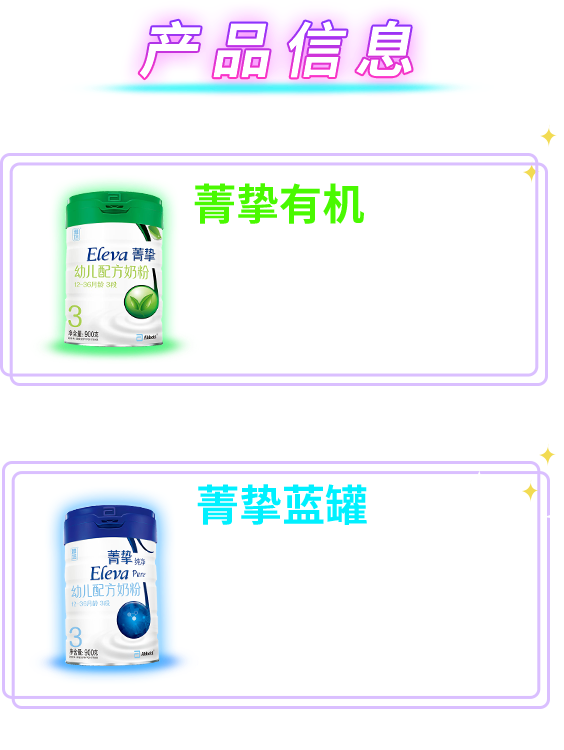 产品信息
菁挚有机
Eleva 菁挚
幼儿配方奶粉
12-36月龄 3段
3
净含量: 900克
Abbott
菁挚蓝罐
菁挚 纯净
Eleva Pure
幼儿配方奶粉
12-36月龄 3段
3
净含量: 900克
Abbott